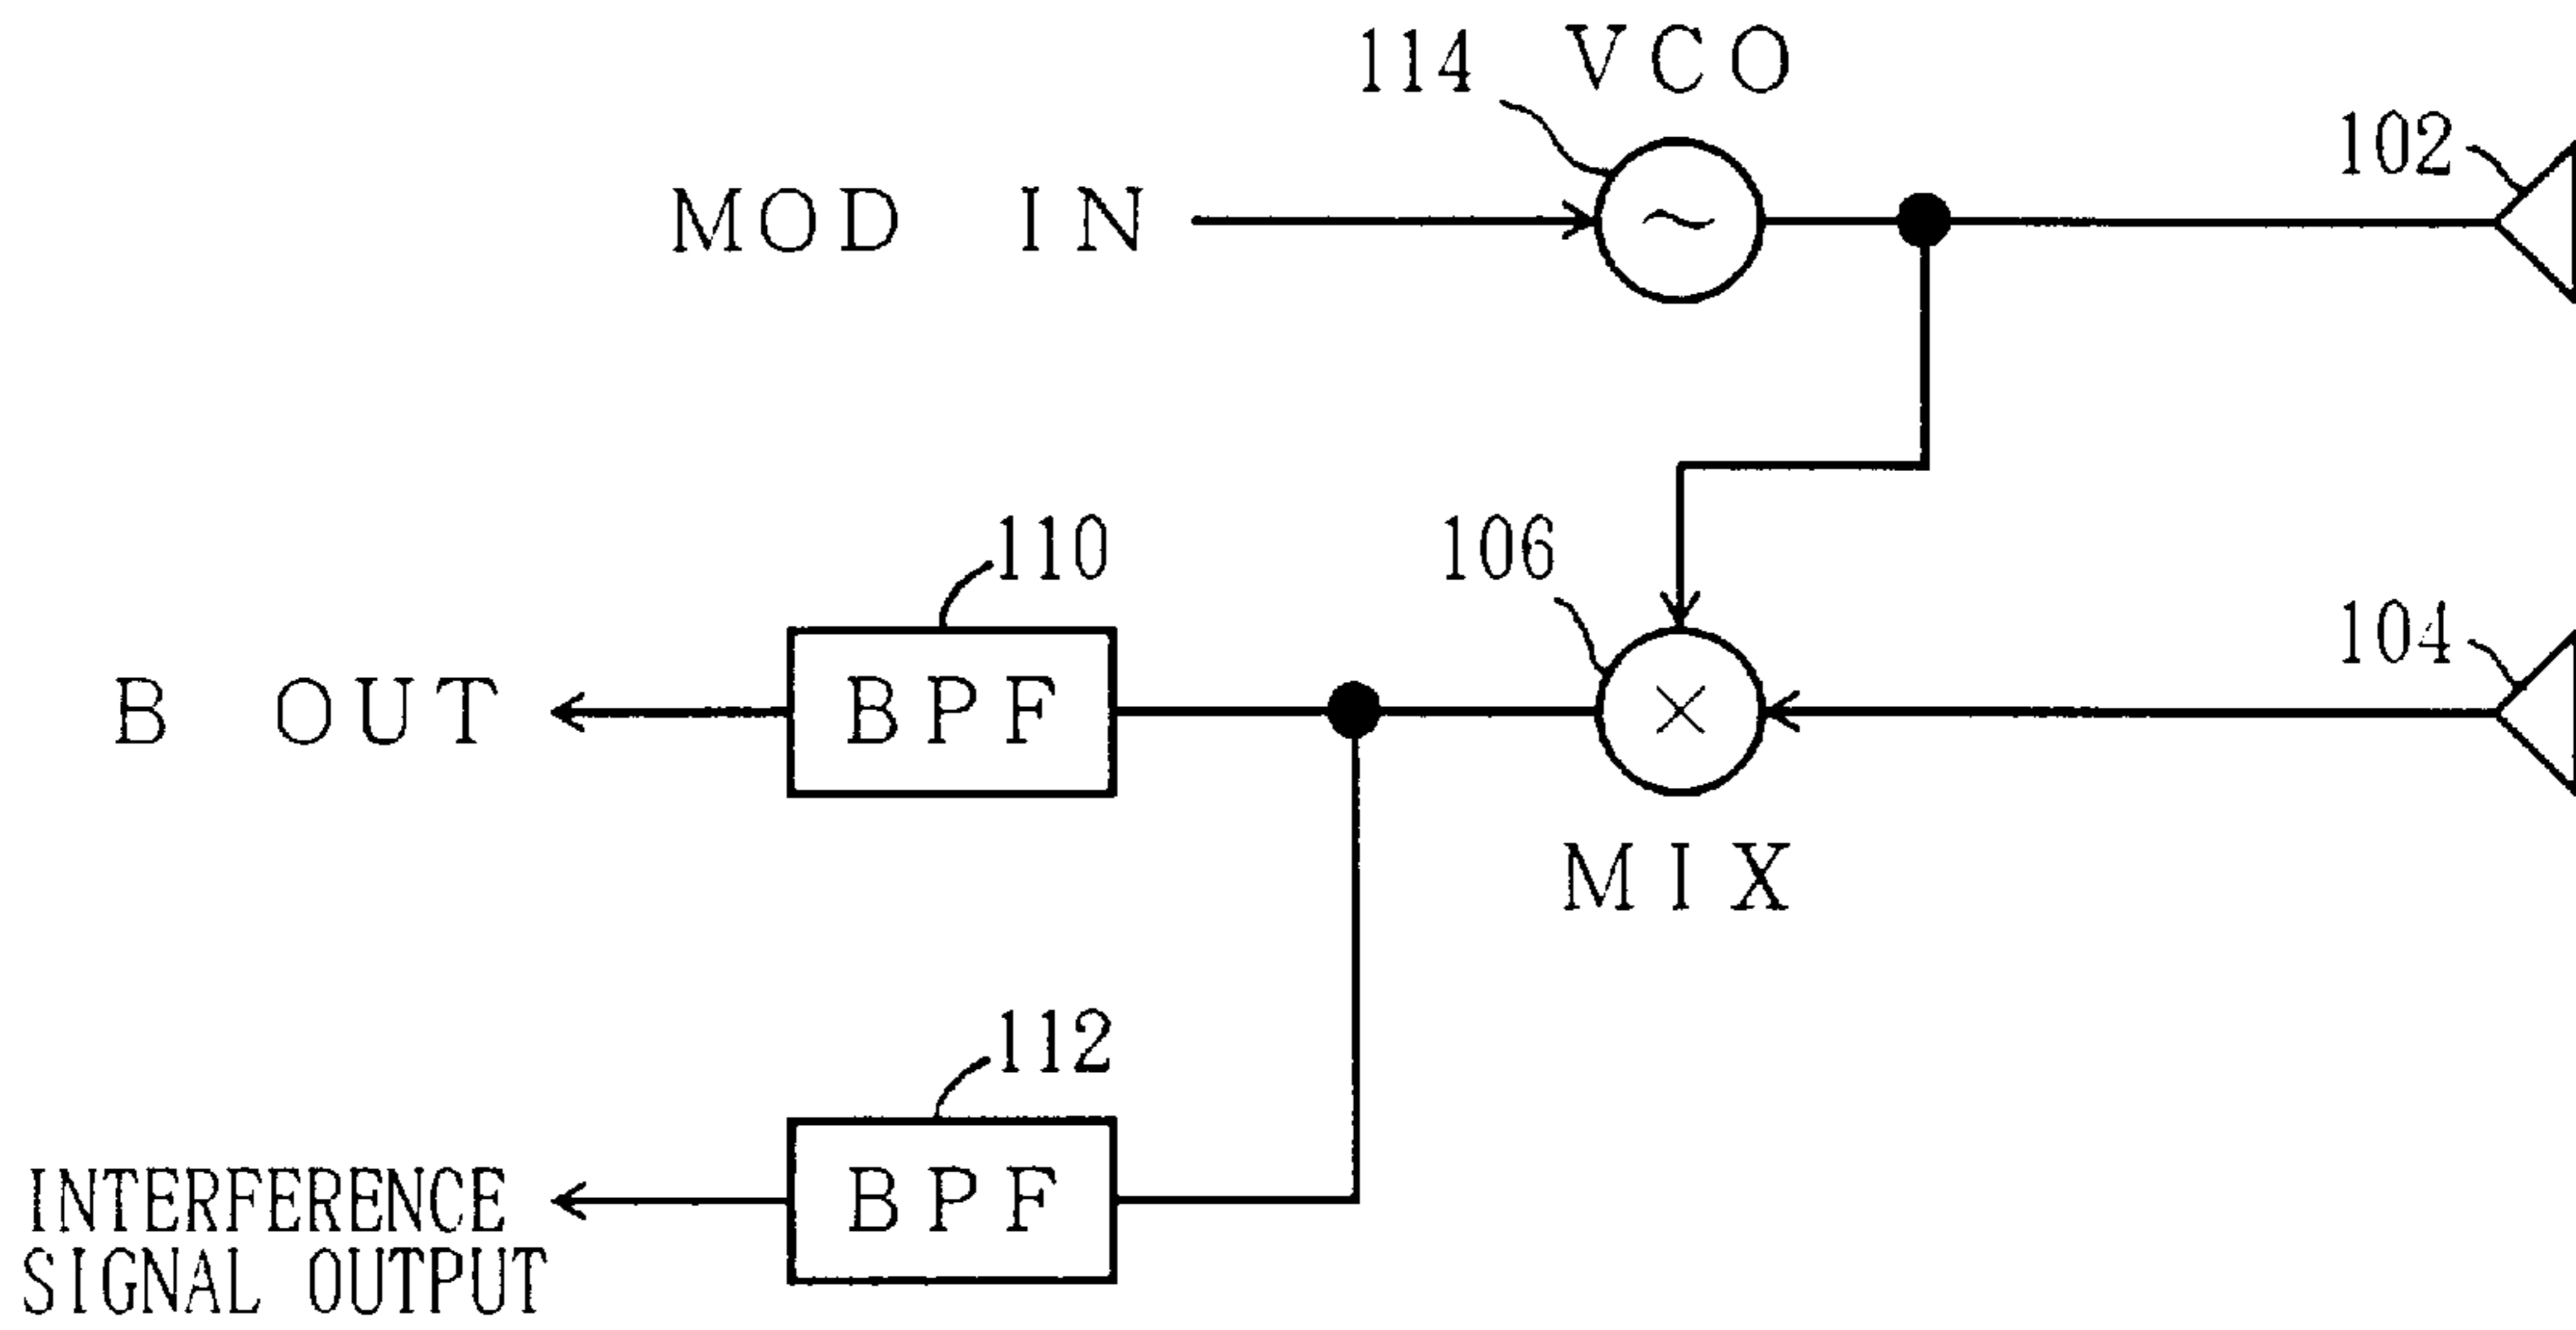 114 VCO
102
MOD IN
110
106
104
B OUT
BPF
MIX
112
BPF
INTERFERENCE
SIGNAL OUTPUT